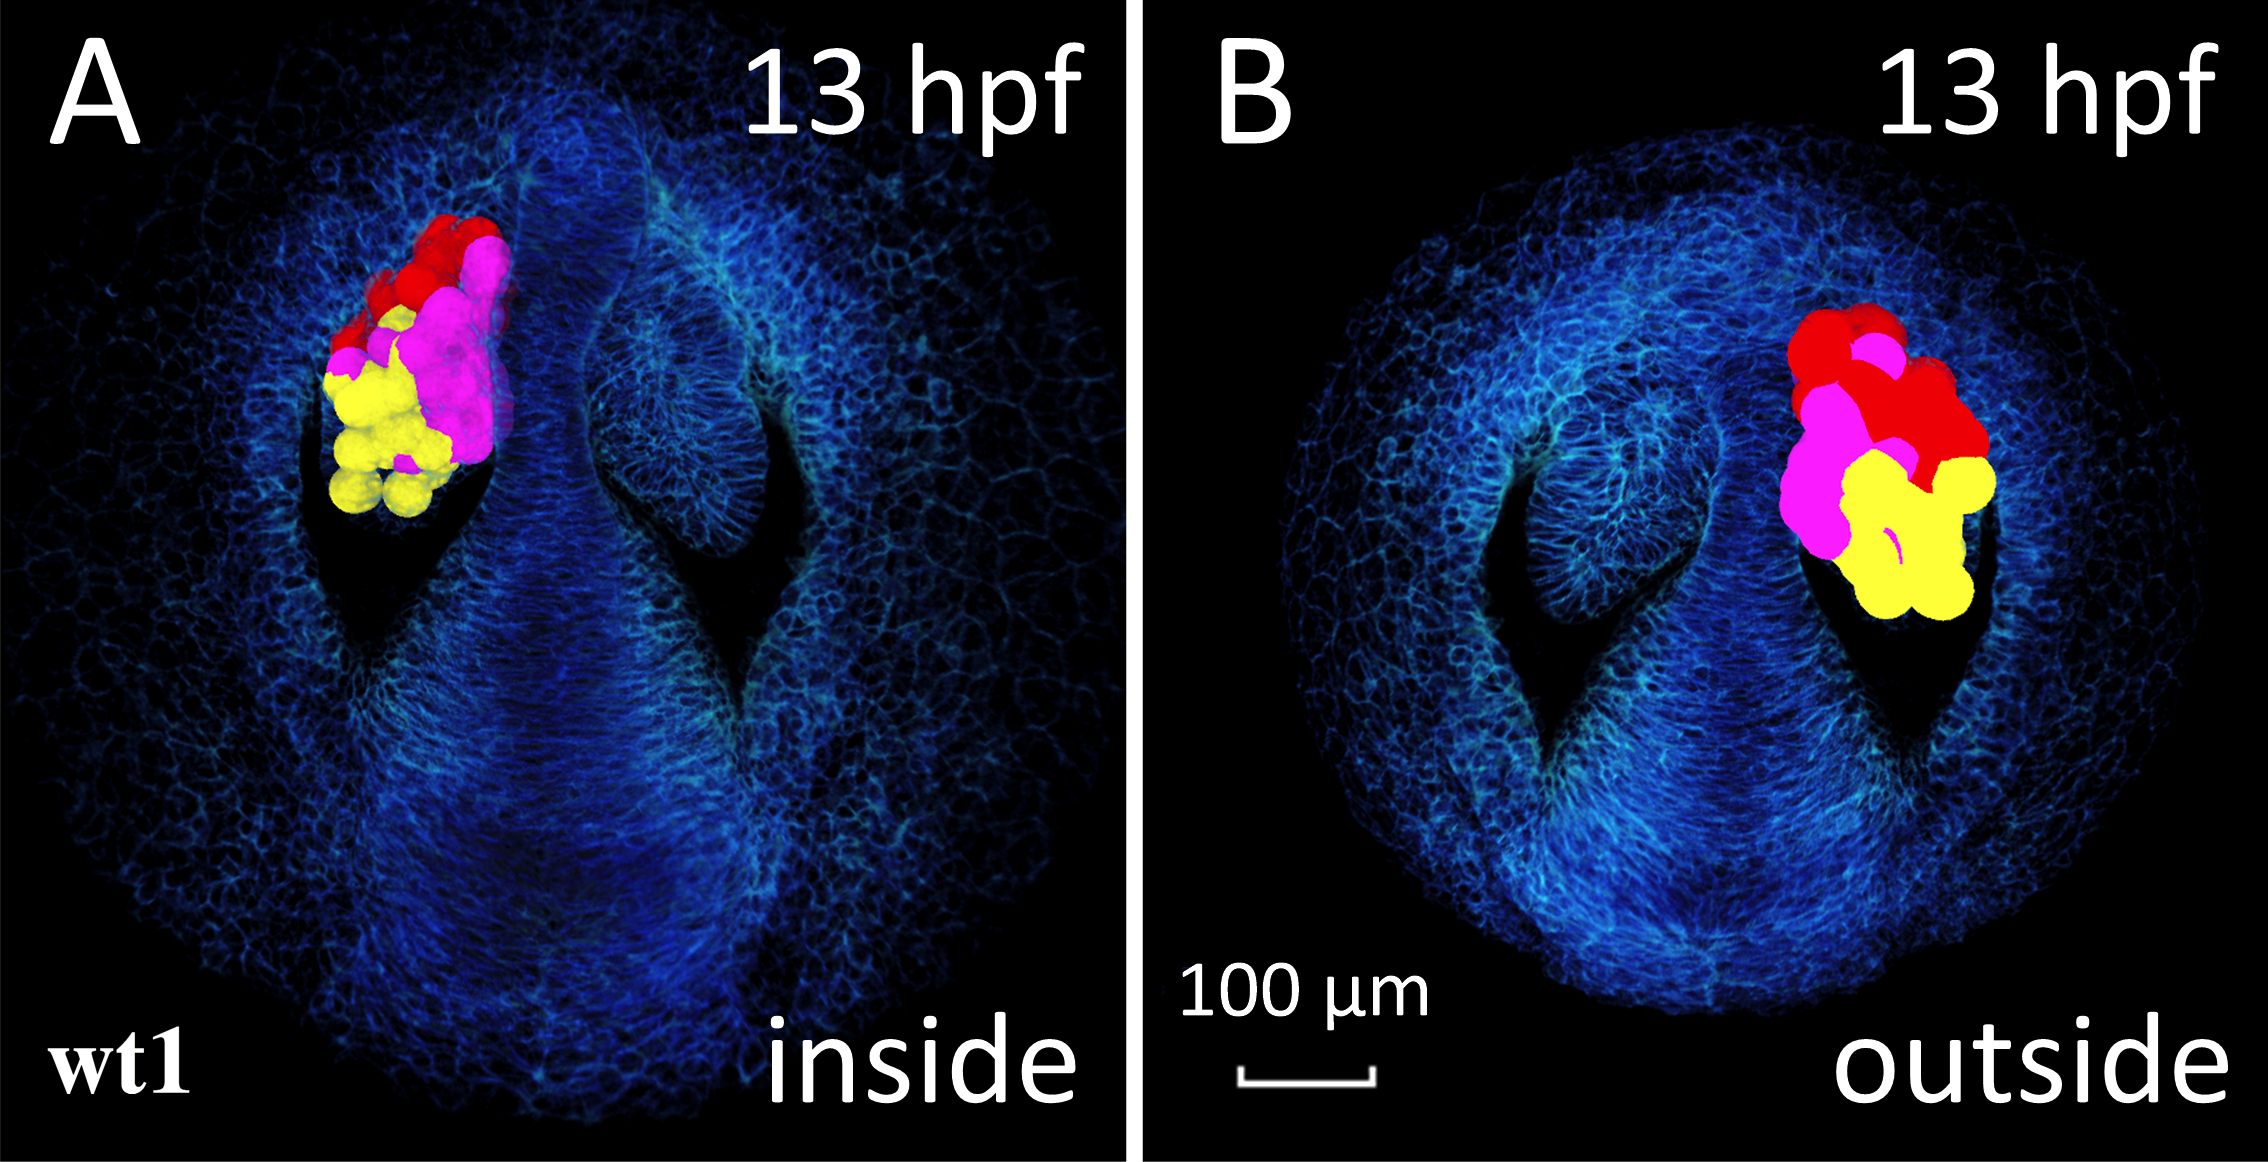 A
13 hpf
wt1
inside
B
13 hpf
100 µm
outside